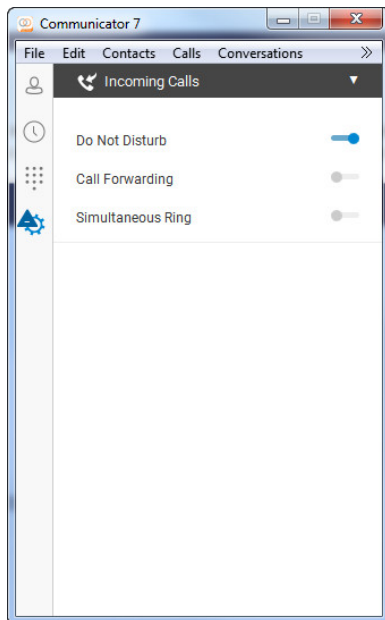 Communicator 7
File Edit Contacts Calls Conversations
Incoming Calls
Do Not Disturb
Call Forwarding
Simultaneous Ring